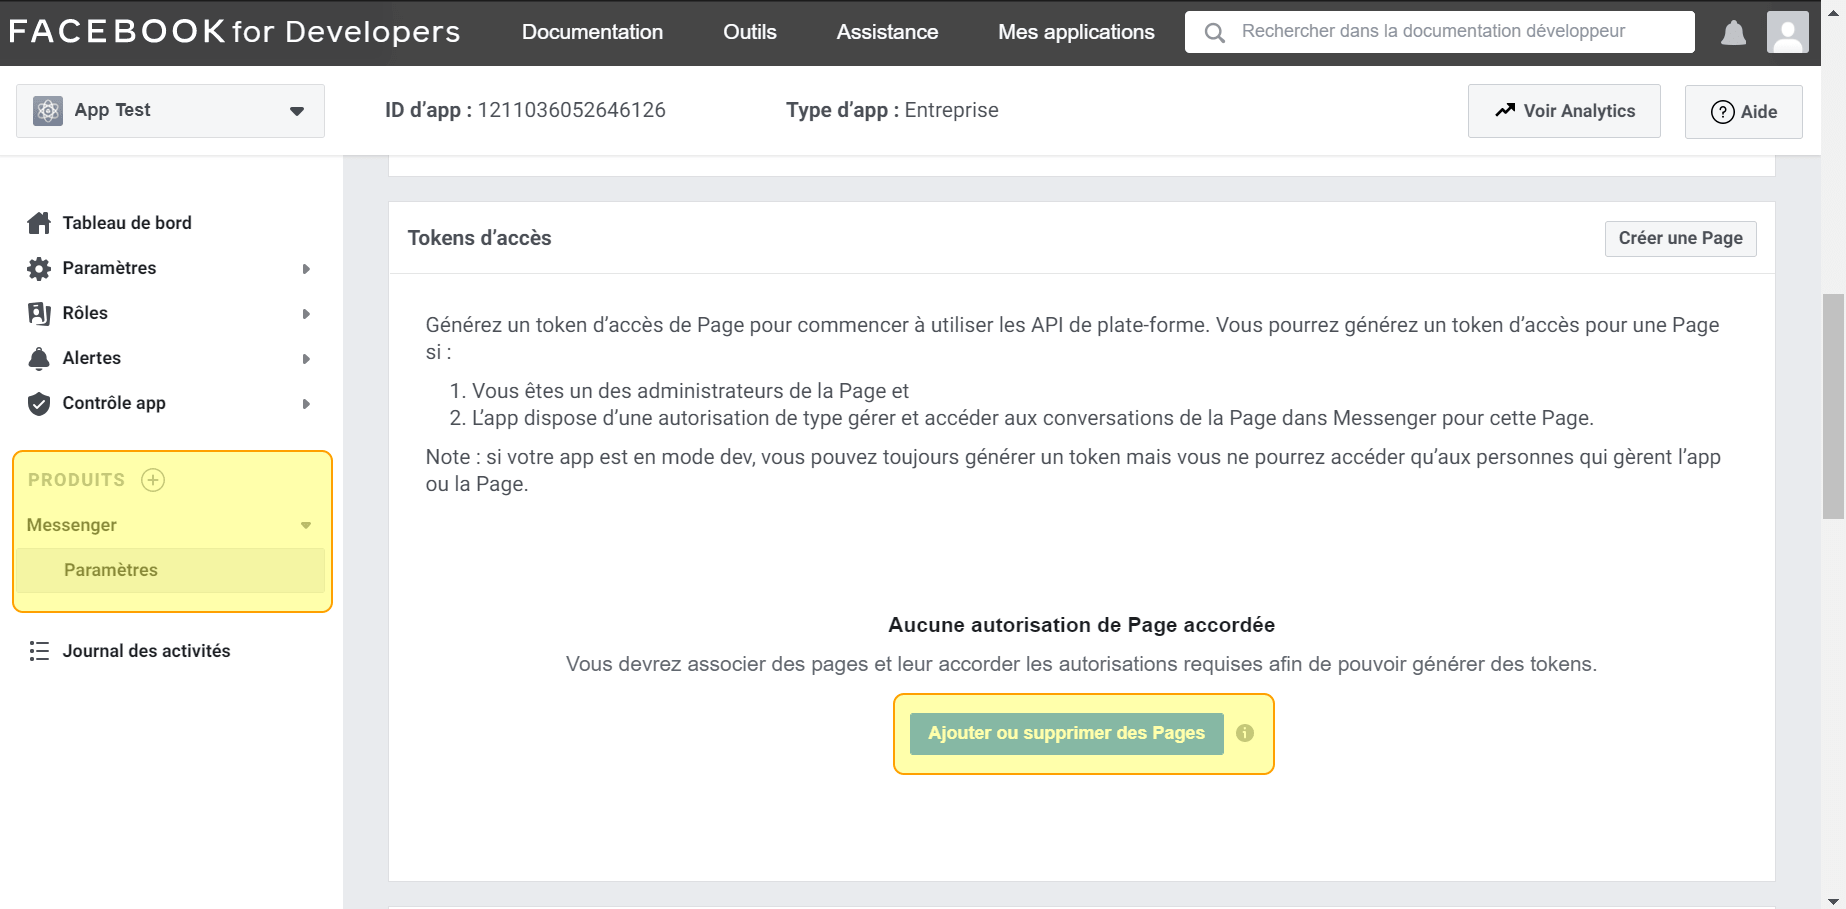 FACEBOOK for Developers
Documentation
Outils
Assistance
Mes applications
Rechercher dans la documentation développeur
App Test
ID d’app : 1211036052646126
Type d’app : Entreprise
Voir Analytics
Aide
Tableau de bord
Paramètres
Rôles
Alertes
Contrôle app
PRODUITS
Messenger
Paramètres
Journal des activités
Tokens d’accès
Créer une Page
Générez un token d’accès de Page pour commencer à utiliser les API de plate-forme. Vous pourrez générez un token d’accès pour une Page
si :
1. Vous êtes un des administrateurs de la Page et
2. L’app dispose d’une autorisation de type gérer et accéder aux conversations de la Page dans Messenger pour cette Page.
Note : si votre app est en mode dev, vous pouvez toujours générer un token mais vous ne pourrez accéder qu’aux personnes qui gèrent l’app
ou la Page.
Aucune autorisation de Page accordée
Vous devrez associer des pages et leur accorder les autorisations requises afin de pouvoir générer des tokens.
Ajouter ou supprimer des Pages